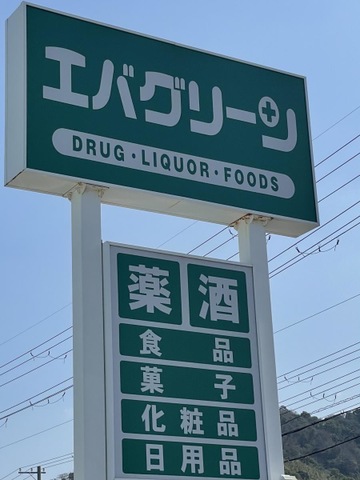 エバグリーン
DRUG・LIQUOR・FOODS
薬 酒
食品
菓子
化粧品
日用品